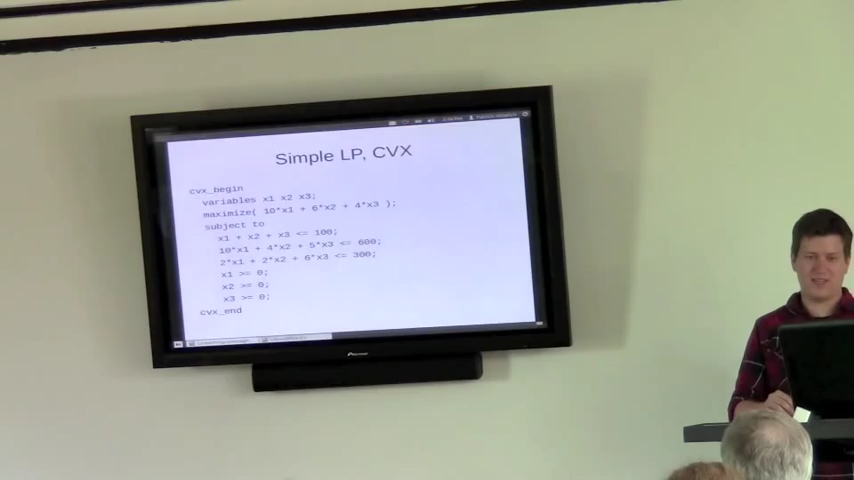 Simple LP, CVX
cvx_begin
variables x1 x2 x3;
maximize( 10*x1 + 6*x2 + 4*x3 );
subject to
x1 + x2 + x3 <= 100;
10*x1 + 4*x2 + 5*x3 <= 600;
2*x1 + 2*x2 + 6*x3 <= 300;
x1 >= 0;
x2 >= 0;
x3 >= 0;
cvx_end
Pioneer